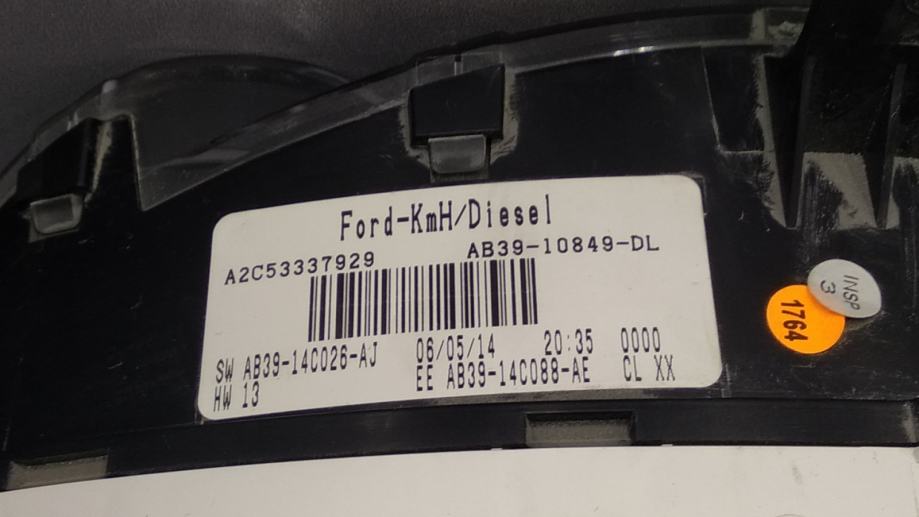 Ford-KmH/Diesel
A2C53337929 AB39-10849-DL
SW AB39-14C026-AJ 06/05/14 20:35 0000
HW 13 EE AB39-14C088-AE CL XX
INSP
3
1764